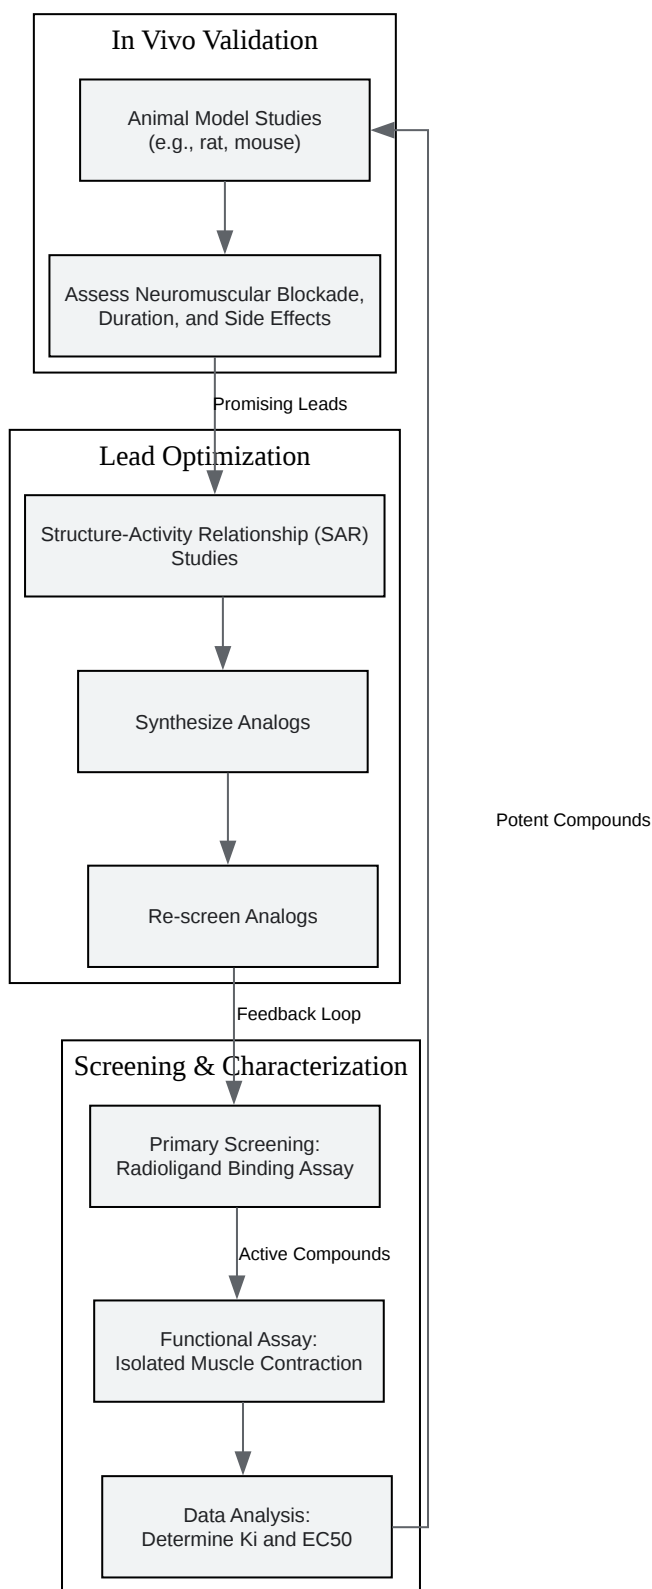 In Vivo Validation
Animal Model Studies
(e.g., rat, mouse)
Assess Neuromuscular Blockade,
Duration, and Side Effects
Promising Leads
Lead Optimization
Structure-Activity Relationship (SAR)
Studies
Synthesize Analogs
Potent Compounds
Re-screen Analogs
Feedback Loop
Screening & Characterization
Primary Screening:
Radioligand Binding Assay
Active Compounds
Functional Assay:
Isolated Muscle Contraction
Data Analysis:
Determine Ki and EC50